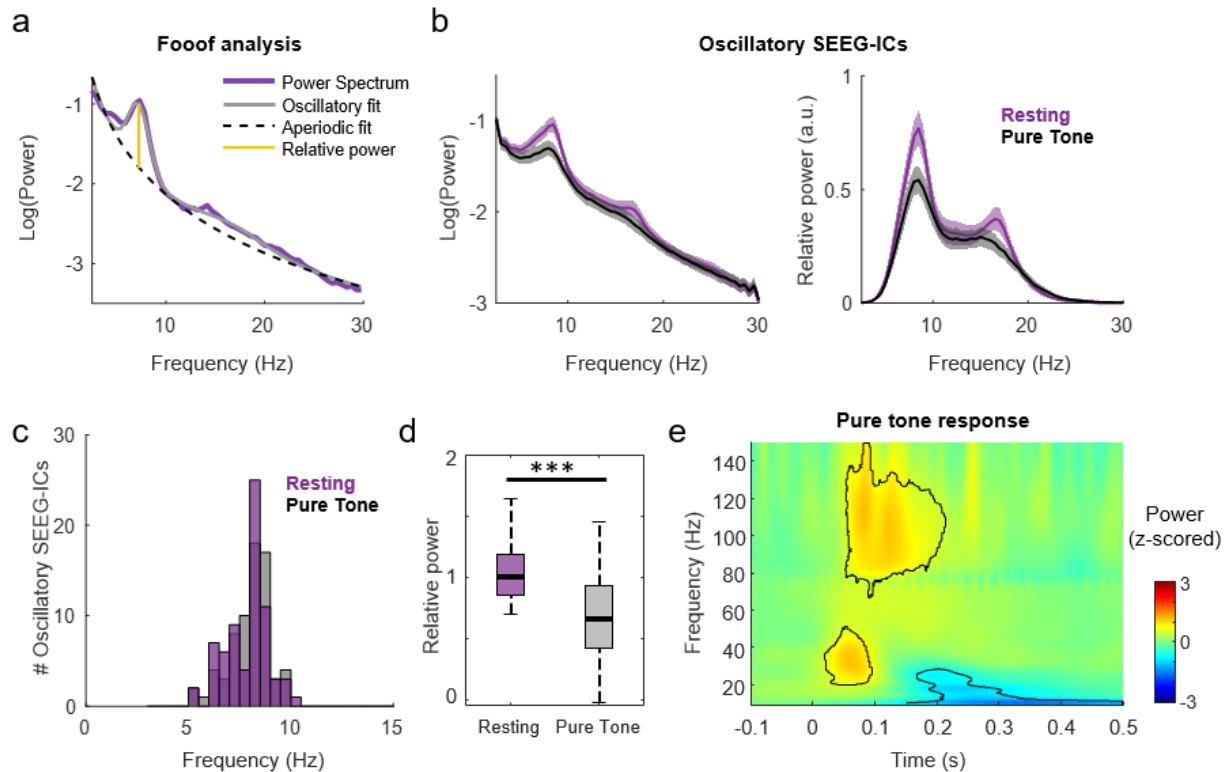 a
Fooof analysis
Power Spectrum
Oscillatory fit
Aperiodic fit
Relative power
-1
-2
-3
Log(Power)
10
20
30
Frequency (Hz)
b
Oscillatory SEEG-ICs
-1
-2
-3
Log(Power)
10
20
30
Frequency (Hz)
1
0.5
0
Relative power (a.u.)
Resting
Pure Tone
10
20
30
Frequency (Hz)
c
30
20
10
0
# Oscillatory SEEG-ICs
Resting
Pure Tone
0
5
10
15
Frequency (Hz)
d
2
1
0
Relative power
***
Resting
Pure Tone
e
Pure tone response
140
120
100
80
60
40
20
Frequency (Hz)
-0.1
0
0.1
0.2
0.3
0.4
0.5
Time (s)
Power
(z-scored)
3
0
-3